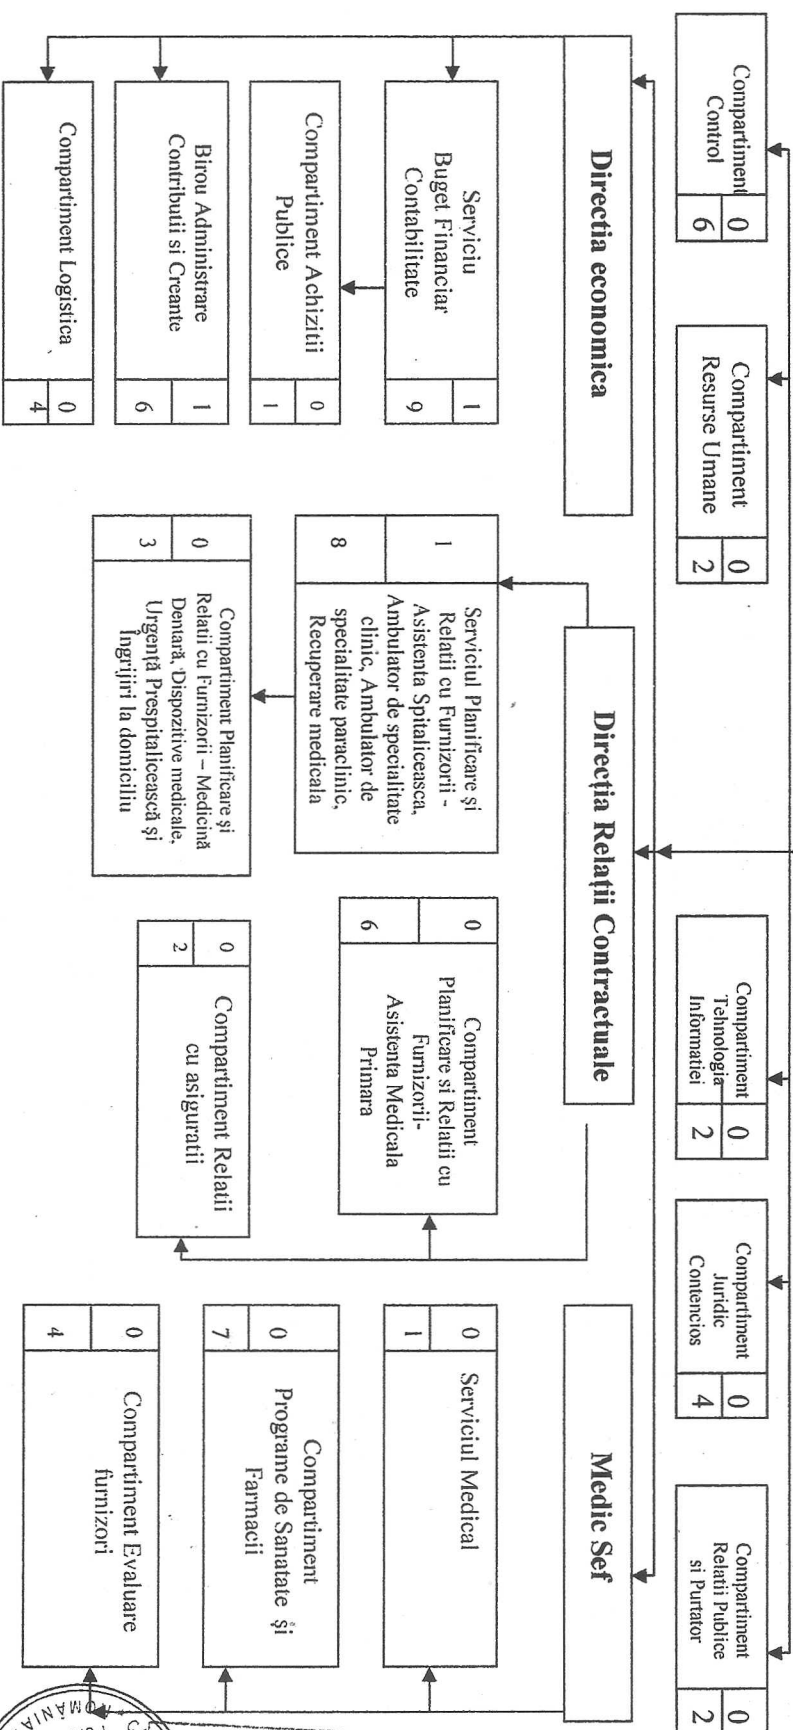 Compartiment
Control
0
6
Compartiment
Resurse Umane
0
2
Compartiment
Tehnologia
Informatiei
0
2
Compartiment
Juridic
Contencios
0
4
Compartiment
Relatii Publice
si Purtator
0
2
Directia economica
Direcția Relații Contractuale
Medic Sef
Serviciu
Buget Financiar
Contabilitate
1
9
Compartiment Achizitii
Publice
0
1
Birou Administrare
Contributii si Creante
1
6
Compartiment Logistica
0
4
1
8
Serviciul Planificare și
Relatii cu Furnizorii -
Asistenta Spitaliceasca,
Ambulator de specialitate
clinic, Ambulator de
specialitate paraclinic,
Recuperare medicala
0
3
Compartiment Planificare și
Relatii cu Furnizorii – Medicină
Dentară, Dispozitive medicale,
Urgență Prespitalicească și
Îngrijiri la domiciliu
0
6
Compartiment
Planificare si Relatii cu
Furnizorii-
Asistenta Medicala
Primara
0
2
Compartiment Relatii
cu asiguratii
0
1
Serviciul Medical
0
7
Compartiment
Programe de Sanatate și
Farmacii
0
4
Compartiment Evaluare
furnizori
ROMÂNIA